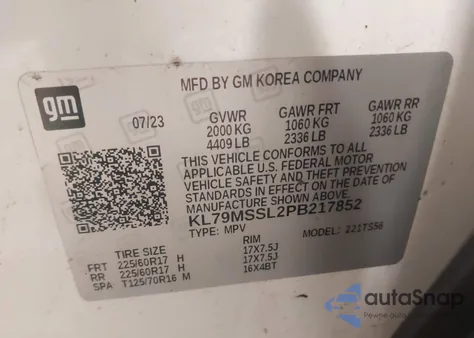 gm
MFD BY GM KOREA COMPANY
07/23 GVWR GAWR FRT GAWR RR
2000 KG 1060 KG 1060 KG
4409 LB 2336 LB 2336 LB
THIS VEHICLE CONFORMS TO ALL
APPLICABLE U.S. FEDERAL MOTOR
VEHICLE SAFETY AND THEFT PREVENTION
STANDARDS IN EFFECT ON THE DATE OF
MANUFACTURE SHOWN ABOVE.
KL79MSSL2PB217852
TYPE: MPV MODEL: 221TS56
TIRE SIZE RIM
FRT 225/60R17 H 17X7.5J
RR 225/60R17 H 17X7.5J
SPA T125/70R16 M 16X4BT
autoSnap